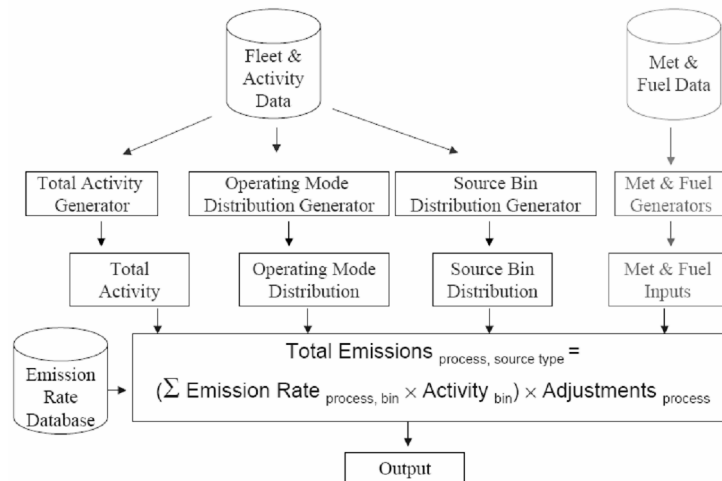 Fleet &
Activity
Data
Met &
Fuel Data
Total Activity
Generator
Operating Mode
Distribution Generator
Source Bin
Distribution Generator
Met & Fuel
Generators
Total
Activity
Operating Mode
Distribution
Source Bin
Distribution
Met & Fuel
Inputs
Emission
Rate
Database
Total Emissions process, source type =
(∑ Emission Rate process, bin × Activity bin) × Adjustments process
Output